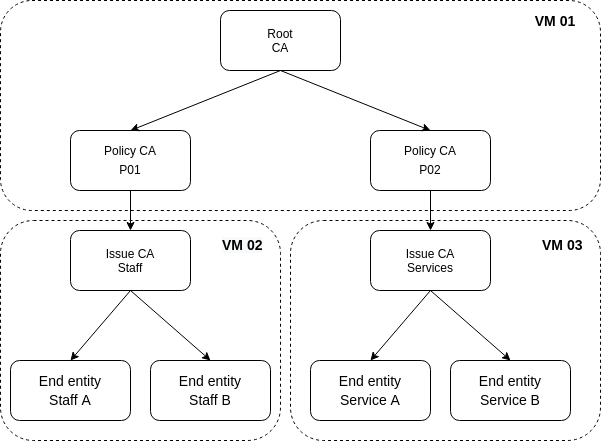 VM 01
Root
CA
Policy CA
P01
Policy CA
P02
VM 02
Issue CA
Staff
VM 03
Issue CA
Services
End entity
Staff A
End entity
Staff B
End entity
Service A
End entity
Service B